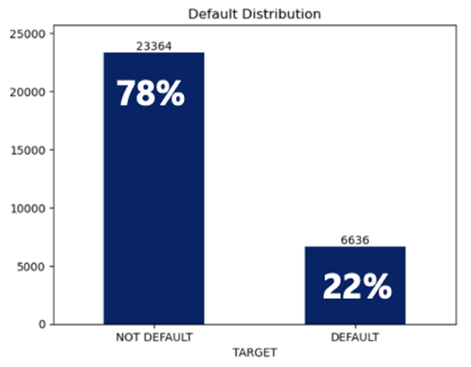 Default Distribution
25000
20000
15000
10000
5000
0
23364
78%
6636
22%
NOT DEFAULT
DEFAULT
TARGET